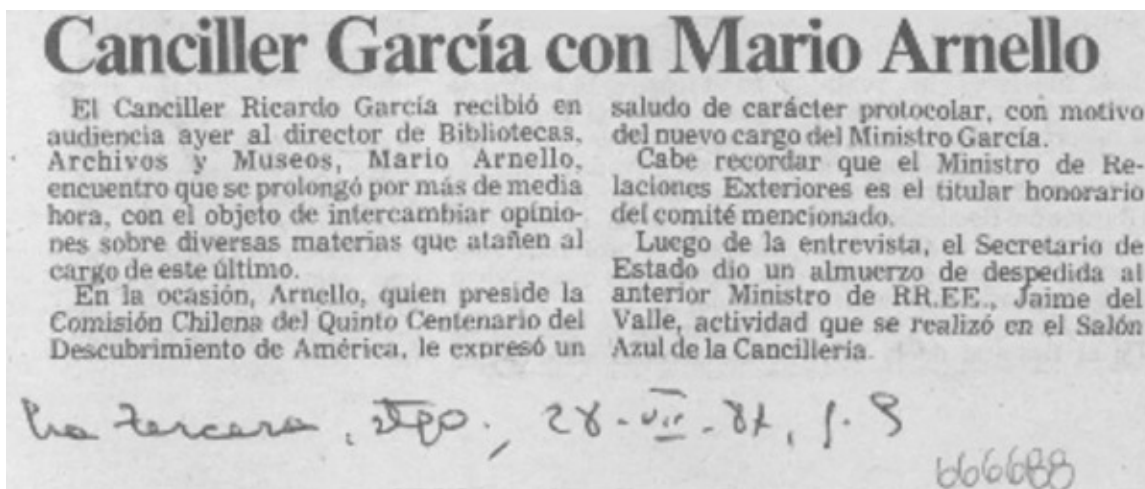 Canciller García con Mario Arnello
El Canciller Ricardo García recibió en
audiencia ayer al director de Bibliotecas,
Archivos y Museos, Mario Arnello,
encuentro que se prolongó por más de media
hora, con el objeto de intercambiar opinio-
nes sobre diversas materias que atañen al
cargo de este último.
En la ocasión, Arnello, quien preside la
Comisión Chilena del Quinto Centenario del
Descubrimiento de América, le expresó un
saludo de carácter protocolar, con motivo
del nuevo cargo del Ministro García.
Cabe recordar que el Ministro de Re-
laciones Exteriores es el titular honorario
del comité mencionado.
Luego de la entrevista, el Secretario de
Estado dio un almuerzo de despedida al
anterior Ministro de RR.EE., Jaime del
Valle, actividad que se realizó en el Salón
Azul de la Cancillería.
La tercera, stgo., 28-VII-87, p. 9
666688